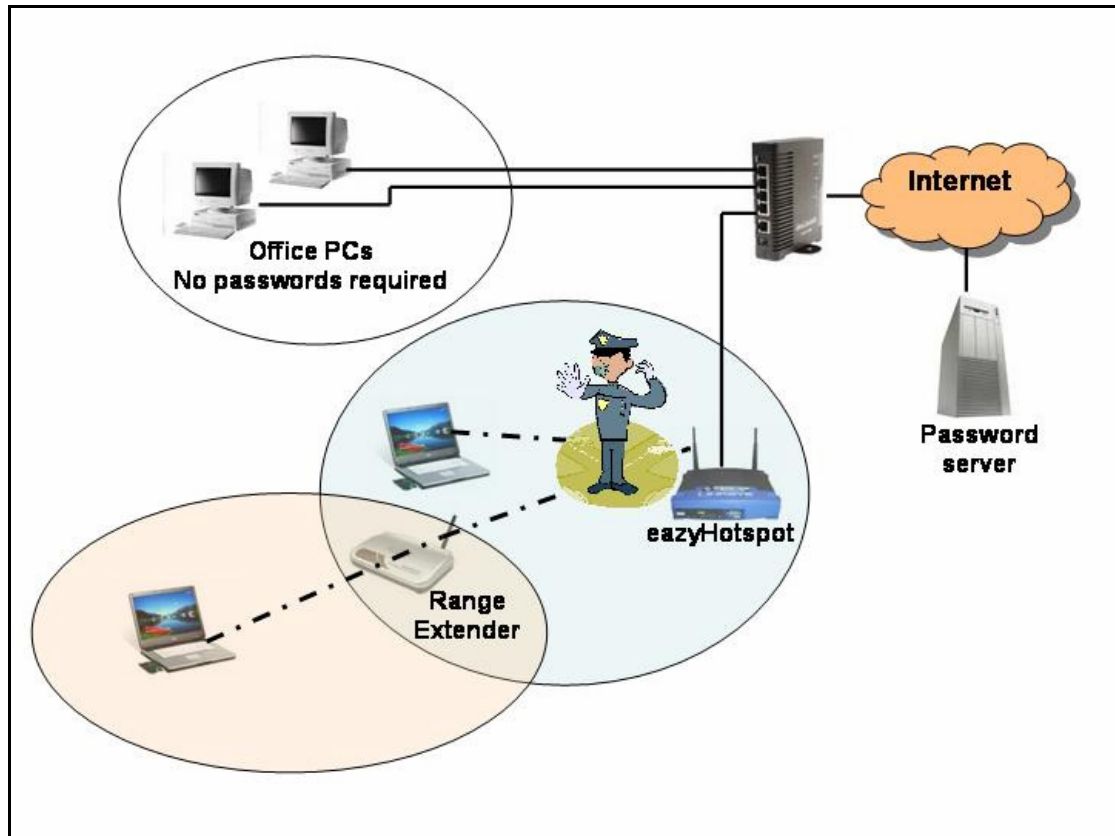 Internet
Office PCs
No passwords required
Password
server
eazyHotspot
Range
Extender